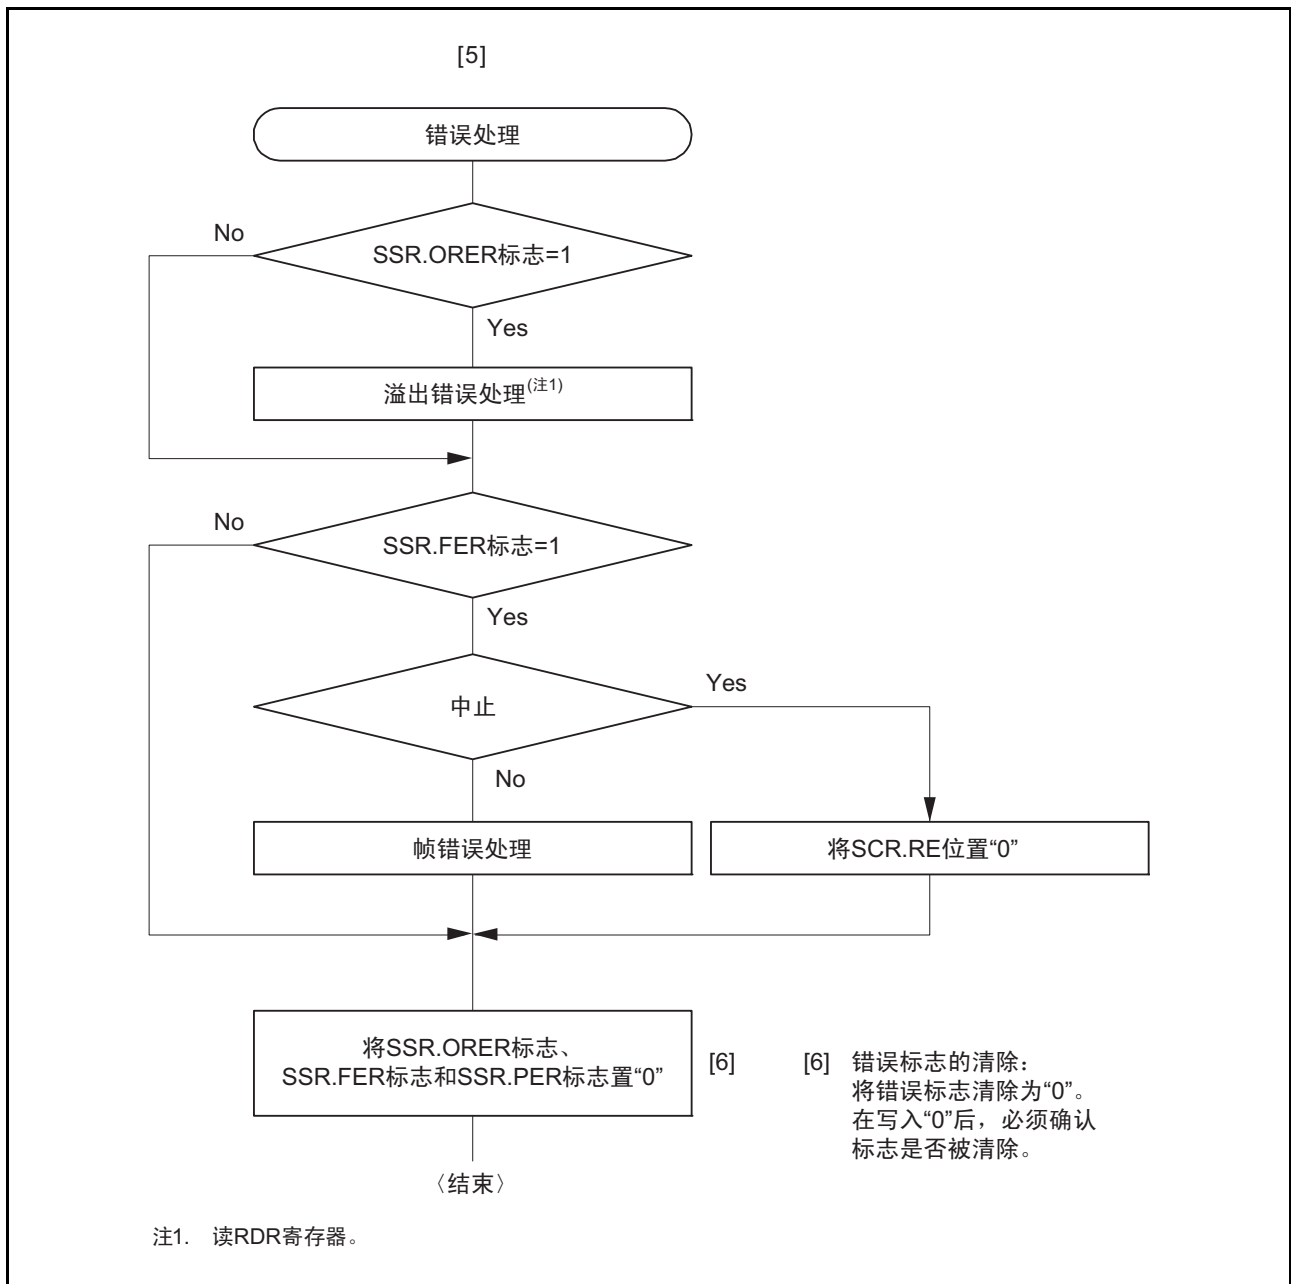 [5]
错误处理
No
SSR.ORER标志=1
Yes
溢出错误处理(注1)
No
SSR.FER标志=1
Yes
中止
Yes
No
帧错误处理
将SCR.RE位置“0”
将SSR.ORER标志、
SSR.FER标志和SSR.PER标志置“0”
[6]
[6] 错误标志的清除：
将错误标志清除为“0”。
在写入“0”后，必须确认
标志是否被清除。
〈结束〉
注1. 读RDR寄存器。